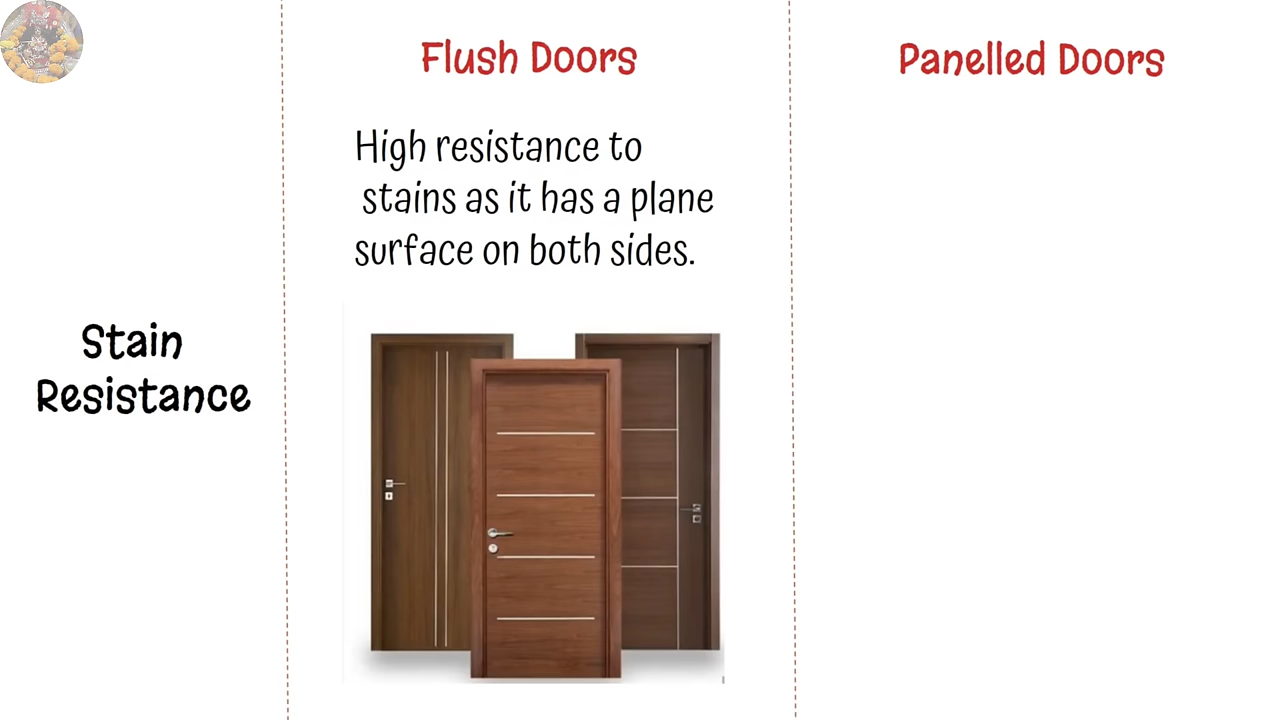 Flush Doors
Panelled Doors
High resistance to
stains as it has a plane
surface on both sides.
Stain
Resistance